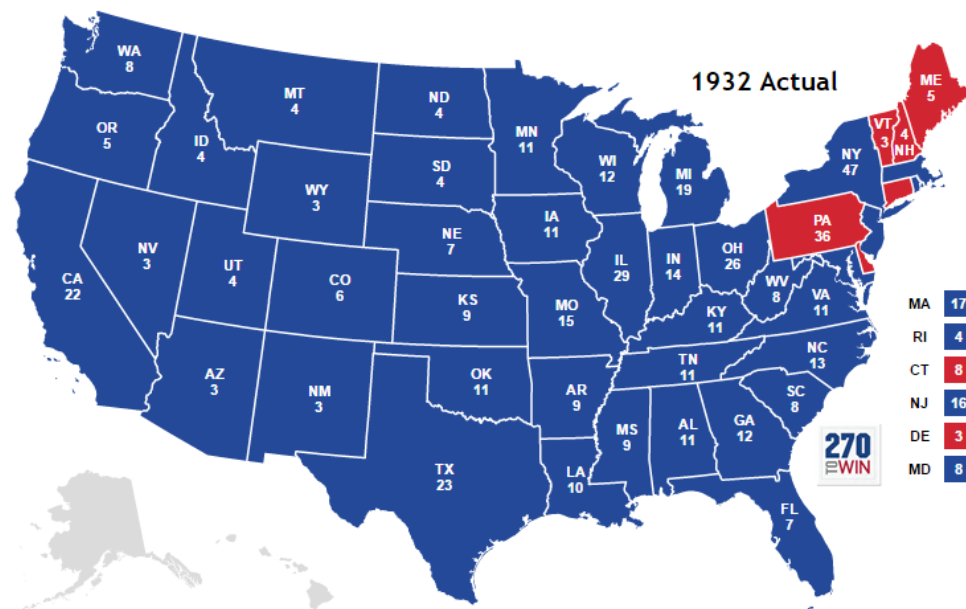 1932 Actual
WA
8
OR
5
ID
4
MT
4
ND
4
MN
11
SD
4
WY
3
NE
7
IA
11
WI
12
MI
19
NY
47
VT
3
4
NH
ME
5
CA
22
NV
3
UT
4
CO
6
KS
9
MO
15
IL
29
IN
14
OH
26
PA
36
WV
8
VA
11
KY
11
NC
13
TN
11
SC
8
AZ
3
NM
3
OK
11
AR
9
MS
9
AL
11
GA
12
TX
23
LA
10
FL
7
MA 17
RI 4
CT 8
NJ 16
DE 3
MD 8
270
TO WIN